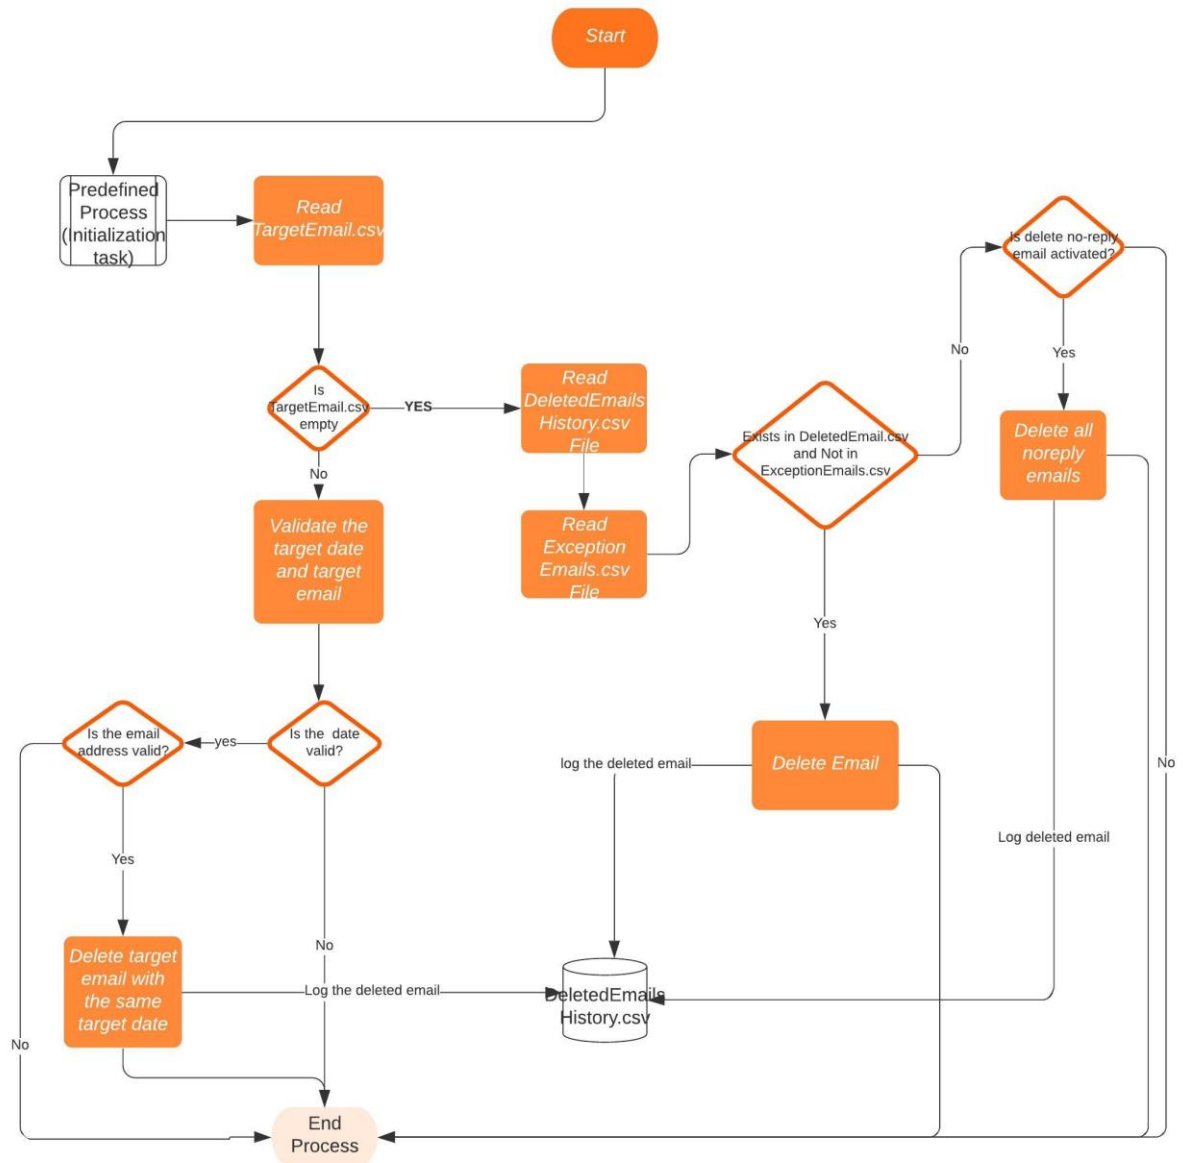 Start
Predefined
Process
(Initialization
task)
Read
TargetEmail.csv
Is delete no-reply
email activated?
No
Yes
Is
TargetEmail.csv
empty
YES
Read
DeletedEmails
History.csv
File
Exists in DeletedEmail.csv
and Not in
ExceptionEmails.csv
Delete all
noreply
emails
No
Validate the
target date
and target
email
Read
Exception
Emails.csv
File
Yes
Is the email
address valid?
yes
Is the  date
valid?
log the deleted email
Delete Email
No
Log deleted email
Yes
No
Delete target
email with
the same
target date
Log the deleted email
DeletedEmails
History.csv
No
End
Process